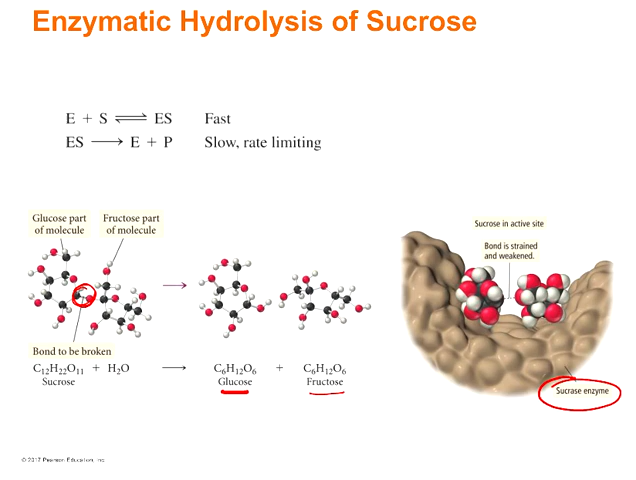 Enzymatic Hydrolysis of Sucrose
E + S ⇌ ES Fast
ES ⟶ E + P Slow, rate limiting
Glucose part
of molecule
Fructose part
of molecule
Bond to be broken
C₁₂H₂₂O₁₁ + H₂O ⟶ C₆H₁₂O₆ + C₆H₁₂O₆
Sucrose Glucose Fructose
Sucrose in active site
Bond is strained
and weakened.
Sucrase enzyme
© 2017 Pearson Education, Inc.